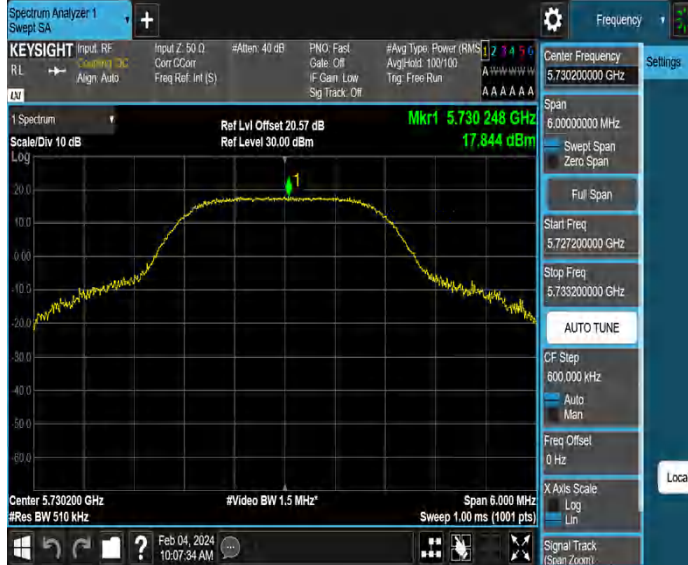 Spectrum Analyzer 1
Swept SA
Frequency
KEYSIGHT
RL
LXI
Input: RF
Coupling: DC
Align: Auto
Input Z: 50 Ω
Corr CCorr
Freq Ref: Int (S)
#Atten: 40 dB
PNO: Fast
Gate: Off
IF Gain: Low
Sig Track: Off
#Avg Type: Power (RMS
Avg|Hold: 100/100
Trig: Free Run
1 2 3 4 5 6
A W W W W W
A A A A A A
1 Spectrum
Scale/Div 10 dB
Log
Ref Lvl Offset 20.57 dB
Ref Level 30.00 dBm
Mkr1 5.730 248 GHz
17.844 dBm
1
20.0
10.0
0.00
-10.0
-20.0
-30.0
-40.0
-50.0
-60.0
Center 5.730200 GHz
#Res BW 510 kHz
#Video BW 1.5 MHz*
Span 6.000 MHz
Sweep 1.00 ms (1001 pts)
?
Feb 04, 2024
10:07:34 AM
Center Frequency
5.730200000 GHz
Span
6.00000000 MHz
Swept Span
Zero Span
Full Span
Start Freq
5.727200000 GHz
Stop Freq
5.733200000 GHz
AUTO TUNE
CF Step
600.000 kHz
Auto
Man
Freq Offset
0 Hz
X Axis Scale
Log
Lin
Signal Track
(Span Zoom)
Settings
Loca